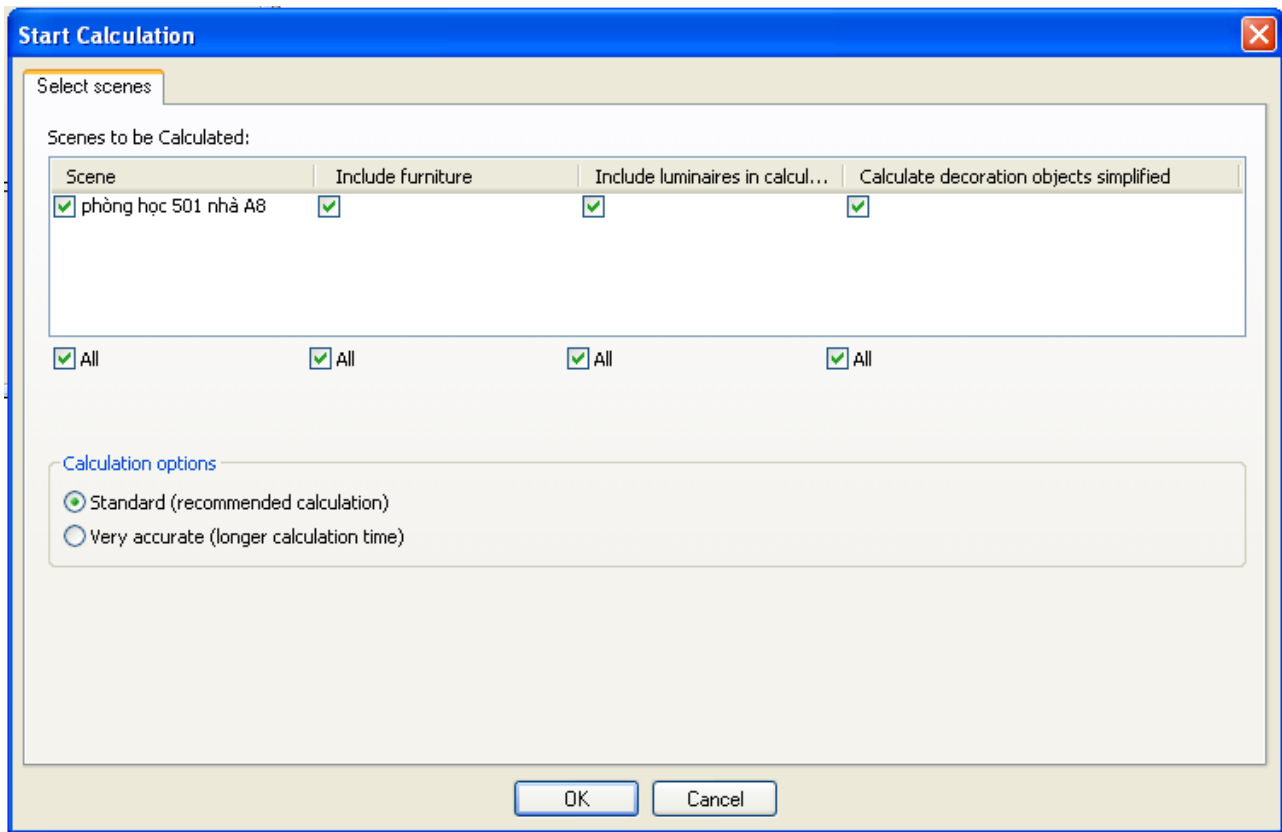 Start Calculation
Select scenes
Scenes to be Calculated:
Scene Include furniture Include luminaires in calcul... Calculate decoration objects simplified
phòng học 501 nhà A8
All All All All
Calculation options
Standard (recommended calculation)
Very accurate (longer calculation time)
OK Cancel